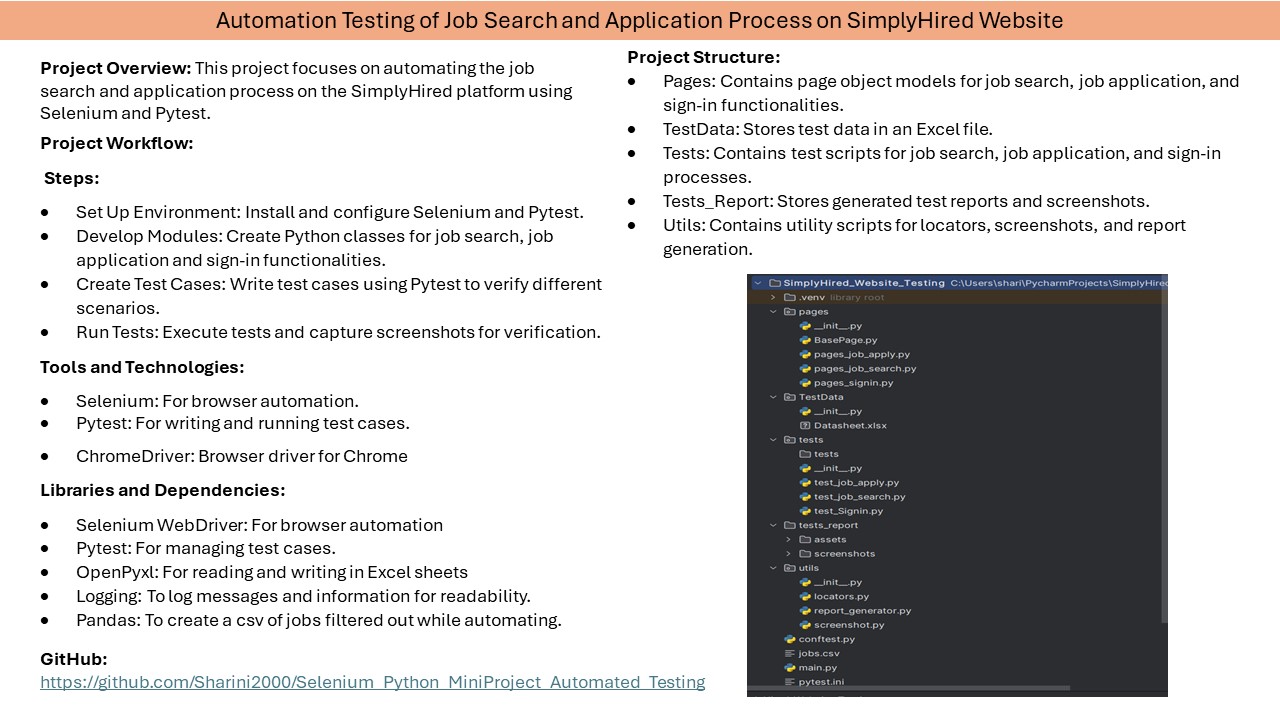 Automation Testing of Job Search and Application Process on SimplyHired Website
Project Overview: This project focuses on automating the job
search and application process on the SimplyHired platform using
Selenium and Pytest.
Project Workflow:
Steps:
• Set Up Environment: Install and configure Selenium and Pytest.
• Develop Modules: Create Python classes for job search, job
application and sign-in functionalities.
• Create Test Cases: Write test cases using Pytest to verify different
scenarios.
• Run Tests: Execute tests and capture screenshots for verification.
Tools and Technologies:
• Selenium: For browser automation.
• Pytest: For writing and running test cases.
• ChromeDriver: Browser driver for Chrome
Libraries and Dependencies:
• Selenium WebDriver: For browser automation
• Pytest: For managing test cases.
• OpenPyxl: For reading and writing in Excel sheets
• Logging: To log messages and information for readability.
• Pandas: To create a csv of jobs filtered out while automating.
GitHub:
https://github.com/Sharini2000/Selenium_Python_MiniProject_Automated_Testing
Project Structure:
• Pages: Contains page object models for job search, job application, and
sign-in functionalities.
• TestData: Stores test data in an Excel file.
• Tests: Contains test scripts for job search, job application, and sign-in
processes.
• Tests_Report: Stores generated test reports and screenshots.
• Utils: Contains utility scripts for locators, screenshots, and report
generation.
SimplyHired_Website_Testing C:\Users\shari\PycharmProjects\SimplyHired
.venv library root
pages
__init__.py
BasePage.py
pages_job_apply.py
pages_job_search.py
pages_signin.py
TestData
__init__.py
Datasheet.xlsx
tests
tests
__init__.py
test_job_apply.py
test_job_search.py
test_Signin.py
tests_report
assets
screenshots
utils
__init__.py
locators.py
report_generator.py
screenshot.py
conftest.py
jobs.csv
main.py
pytest.ini